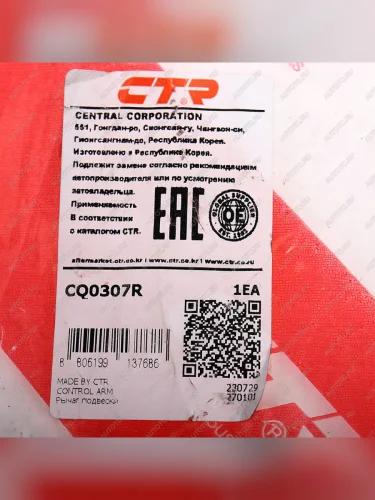 CTR
CENTRAL CORPORATION
551, Гонгдан-ро, Сионгсан-гу, Чангвон-си,
Гионгсангнам-до, Республика Корея.
Изготовлено в Республике Корея.
Подлежит замене согласно рекомендациям
автопроизводителя или по усмотрению
автовладельца.
Применяемость
В соответствии
с каталогом CTR.
EAC
GLOBAL SUPPLIER
OE
aftermarket.ctr.co.kr | www.ctr.co.kr | www.ctr.co.ru
CQ0307R 1EA
8 806199 137686
MADE BY CTR
CONTROL ARM
Рычаг подвески
230729
270101